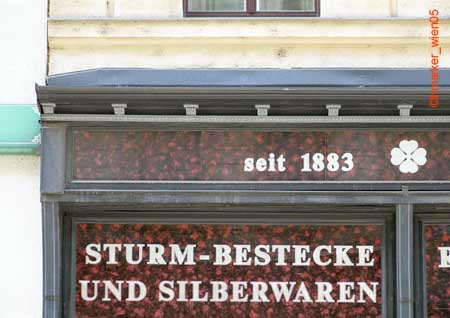 seit 1883
STURM-BESTECKE
UND SILBERWAREN
R